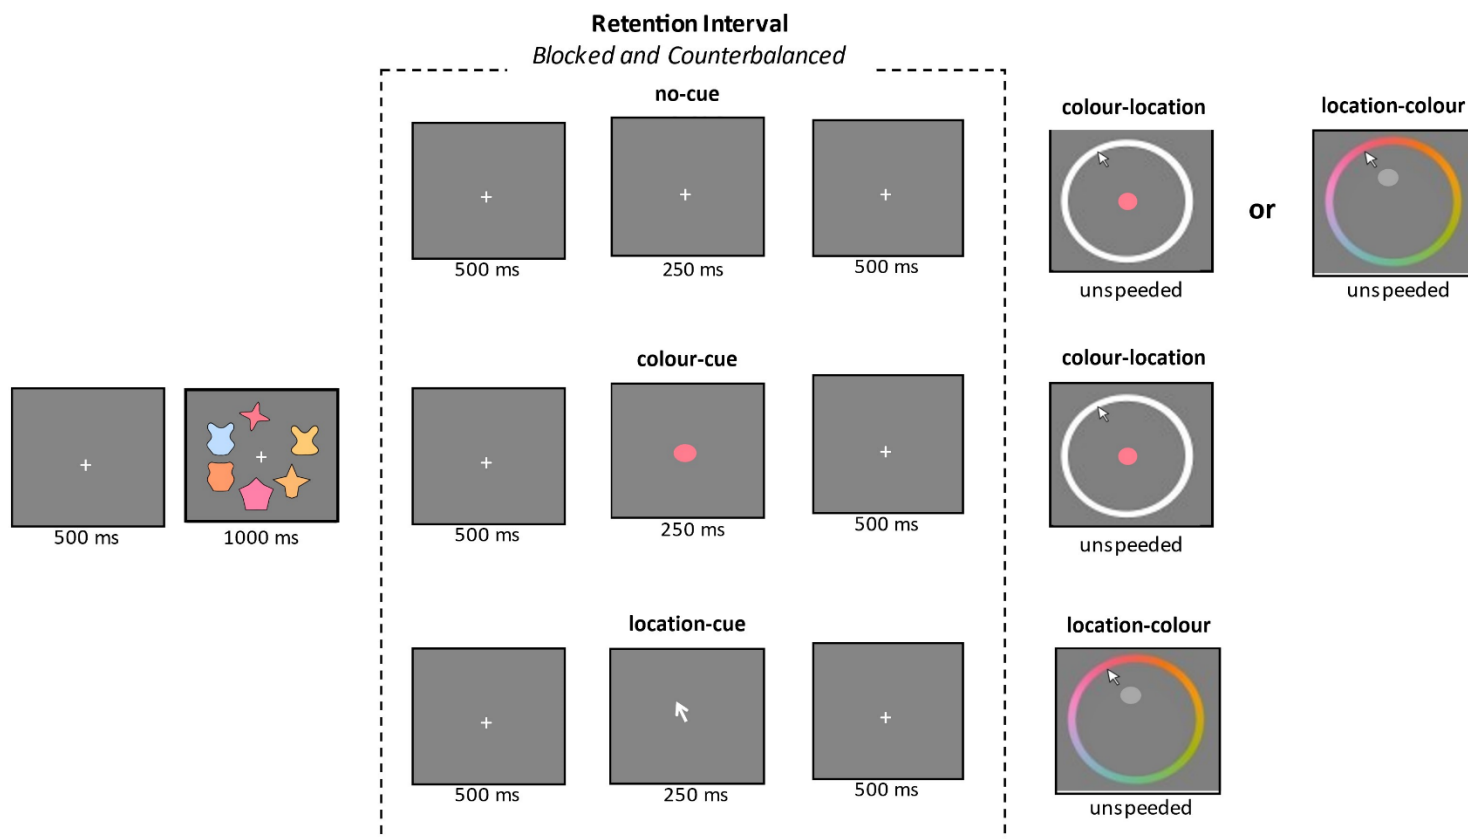 Retention Interval
Blocked and Counterbalanced
no-cue
colour-location
location-colour
500 ms
250 ms
500 ms
unspeeded
or
unspeeded
colour-cue
colour-location
500 ms
1000 ms
500 ms
250 ms
500 ms
unspeeded
location-cue
location-colour
500 ms
250 ms
500 ms
unspeeded